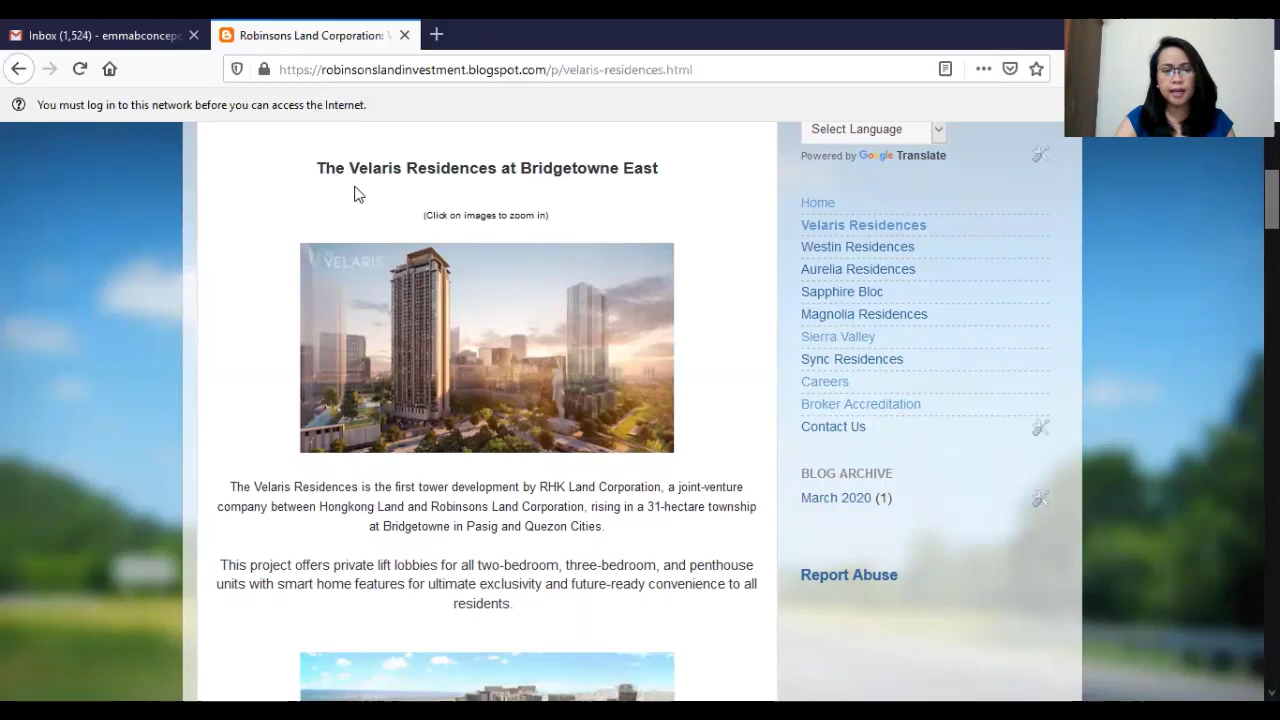 Inbox (1,524) - emmabconcepc
Robinsons Land Corporation:
https://robinsonslandinvestment.blogspot.com/p/velaris-residences.html
You must log in to this network before you can access the Internet.
The Velaris Residences at Bridgetowne East
(Click on images to zoom in)
VELARIS
The Velaris Residences is the first tower development by RHK Land Corporation, a joint-venture
company between Hongkong Land and Robinsons Land Corporation, rising in a 31-hectare township
at Bridgetowne in Pasig and Quezon Cities.
This project offers private lift lobbies for all two-bedroom, three-bedroom, and penthouse
units with smart home features for ultimate exclusivity and future-ready convenience to all
residents.
Select Language
Powered by Google Translate
Home
Velaris Residences
Westin Residences
Aurelia Residences
Sapphire Bloc
Magnolia Residences
Sierra Valley
Sync Residences
Careers
Broker Accreditation
Contact Us
BLOG ARCHIVE
March 2020 (1)
Report Abuse